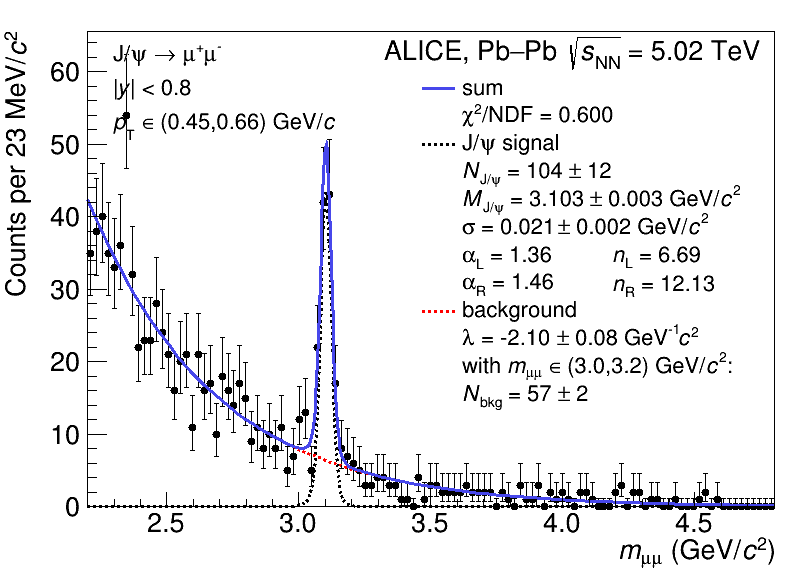 J/ψ → μ⁺μ⁻
|y| < 0.8
p_T ∈ (0.45,0.66) GeV/c
ALICE, Pb–Pb √s_NN = 5.02 TeV
sum
χ²/NDF = 0.600
J/ψ signal
N_J/ψ = 104 ± 12
M_J/ψ = 3.103 ± 0.003 GeV/c²
σ = 0.021 ± 0.002 GeV/c²
α_L = 1.36 n_L = 6.69
α_R = 1.46 n_R = 12.13
background
λ = -2.10 ± 0.08 GeV⁻¹c²
with m_μμ ∈ (3.0,3.2) GeV/c²:
N_bkg = 57 ± 2
Counts per 23 MeV/c²
60
50
40
30
20
10
0
2.5 3.0 3.5 4.0 4.5
m_μμ (GeV/c²)